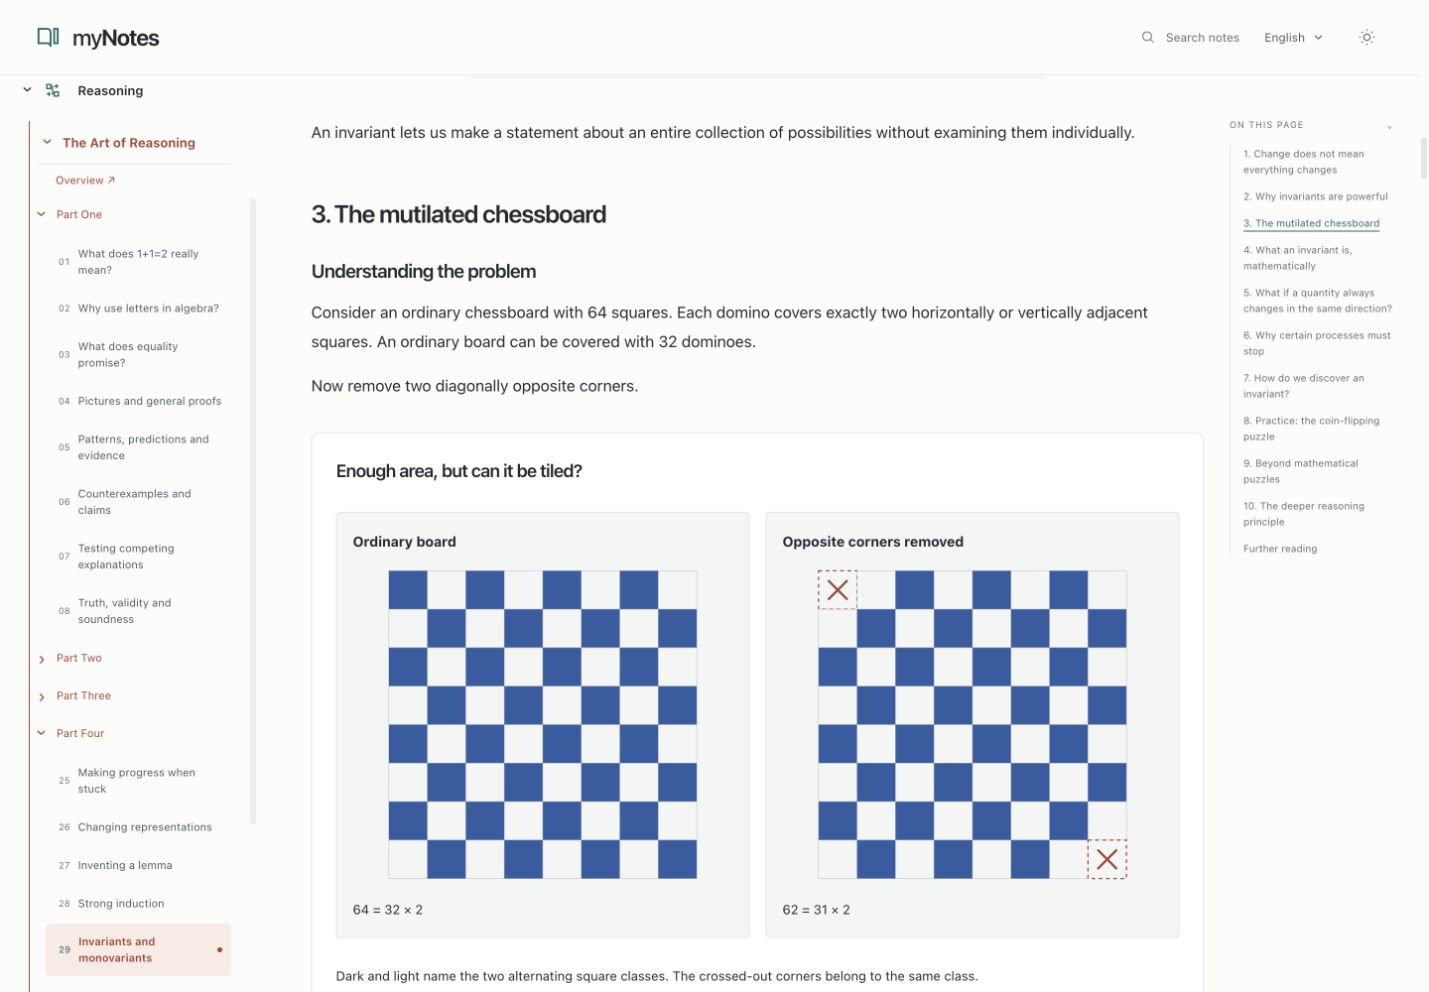 myNotes
Search notes
English
Reasoning
The Art of Reasoning
Overview ↗
Part One
01 What does 1+1=2 really
mean?
02 Why use letters in algebra?
03 What does equality
promise?
04 Pictures and general proofs
05 Patterns, predictions and
evidence
06 Counterexamples and
claims
07 Testing competing
explanations
08 Truth, validity and
soundness
Part Two
Part Three
Part Four
25 Making progress when
stuck
26 Changing representations
27 Inventing a lemma
28 Strong induction
29 Invariants and
monovariants
An invariant lets us make a statement about an entire collection of possibilities without examining them individually.
3. The mutilated chessboard
Understanding the problem
Consider an ordinary chessboard with 64 squares. Each domino covers exactly two horizontally or vertically adjacent
squares. An ordinary board can be covered with 32 dominoes.
Now remove two diagonally opposite corners.
Enough area, but can it be tiled?
Ordinary board
64 = 32 × 2
Opposite corners removed
62 = 31 × 2
Dark and light name the two alternating square classes. The crossed-out corners belong to the same class.
ON THIS PAGE
1. Change does not mean
everything changes
2. Why invariants are powerful
3. The mutilated chessboard
4. What an invariant is,
mathematically
5. What if a quantity always
changes in the same direction?
6. Why certain processes must
stop
7. How do we discover an
invariant?
8. Practice: the coin-flipping
puzzle
9. Beyond mathematical
puzzles
10. The deeper reasoning
principle
Further reading